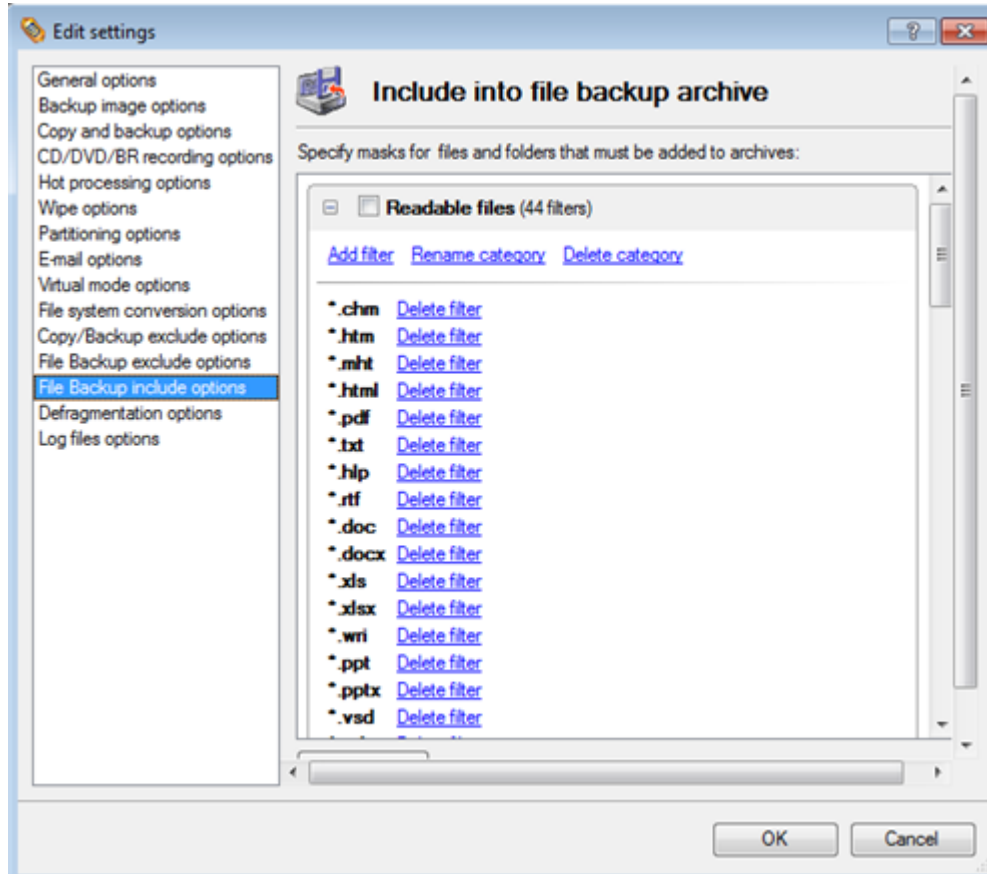 Edit settings
General options
Backup image options
Copy and backup options
CD/DVD/BR recording options
Hot processing options
Wipe options
Partitioning options
E-mail options
Virtual mode options
File system conversion options
Copy/Backup exclude options
File Backup exclude options
File Backup include options
Defragmentation options
Log files options
Include into file backup archive
Specify masks for files and folders that must be added to archives:
Readable files (44 filters)
Add filter Rename category Delete category
*.chm Delete filter
*.htm Delete filter
*.mht Delete filter
*.html Delete filter
*.pdf Delete filter
*.txt Delete filter
*.hlp Delete filter
*.rtf Delete filter
*.doc Delete filter
*.docx Delete filter
*.xls Delete filter
*.xlsx Delete filter
*.wri Delete filter
*.ppt Delete filter
*.pptx Delete filter
*.vsd Delete filter
OK Cancel